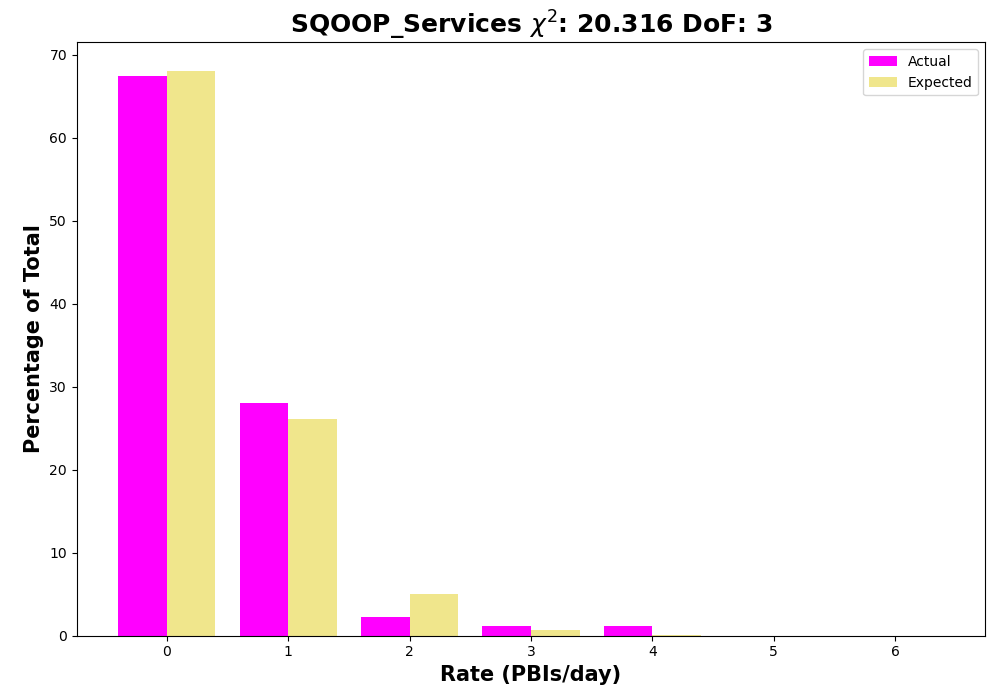 SQOOP_Services χ²: 20.316 DoF: 3
Actual
Expected
Percentage of Total
70
60
50
40
30
20
10
0
0 1 2 3 4 5 6
Rate (PBIs/day)